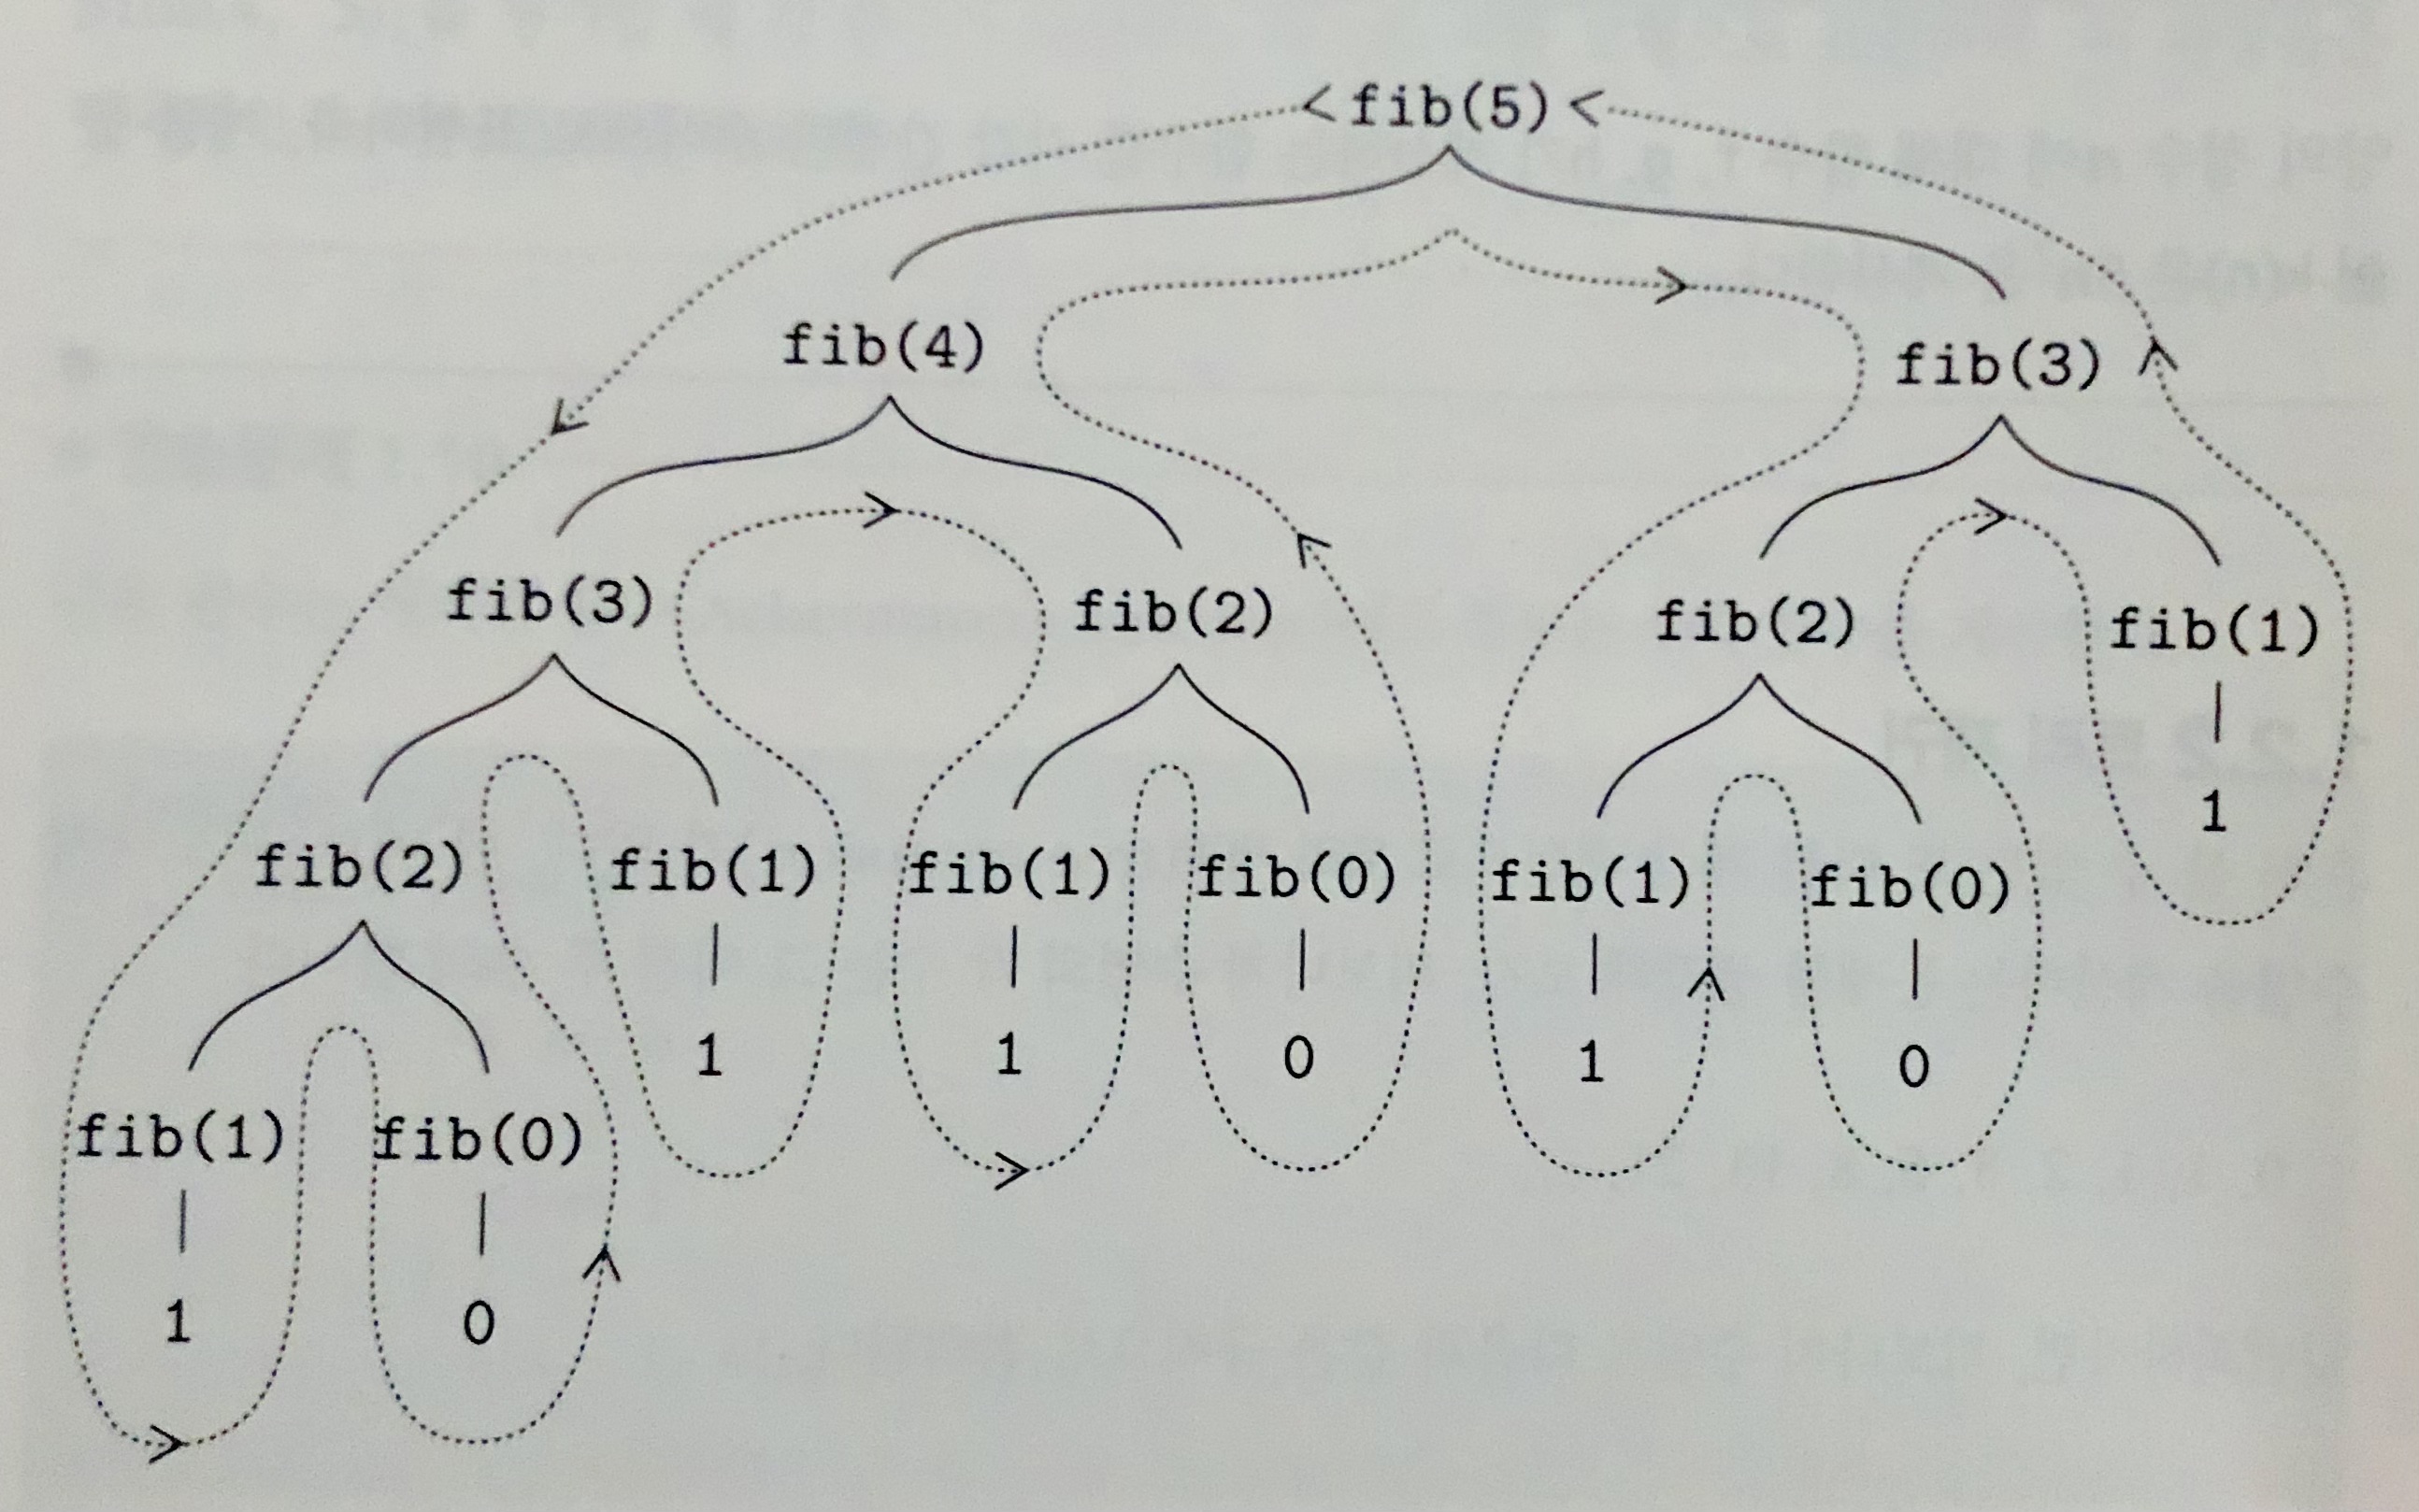 fib(5)
fib(4) fib(3)
fib(3) fib(2) fib(2) fib(1)
1
fib(2) fib(1) fib(1) fib(0) fib(1) fib(0)
1 1 0 1 0
fib(1) fib(0)
1 0